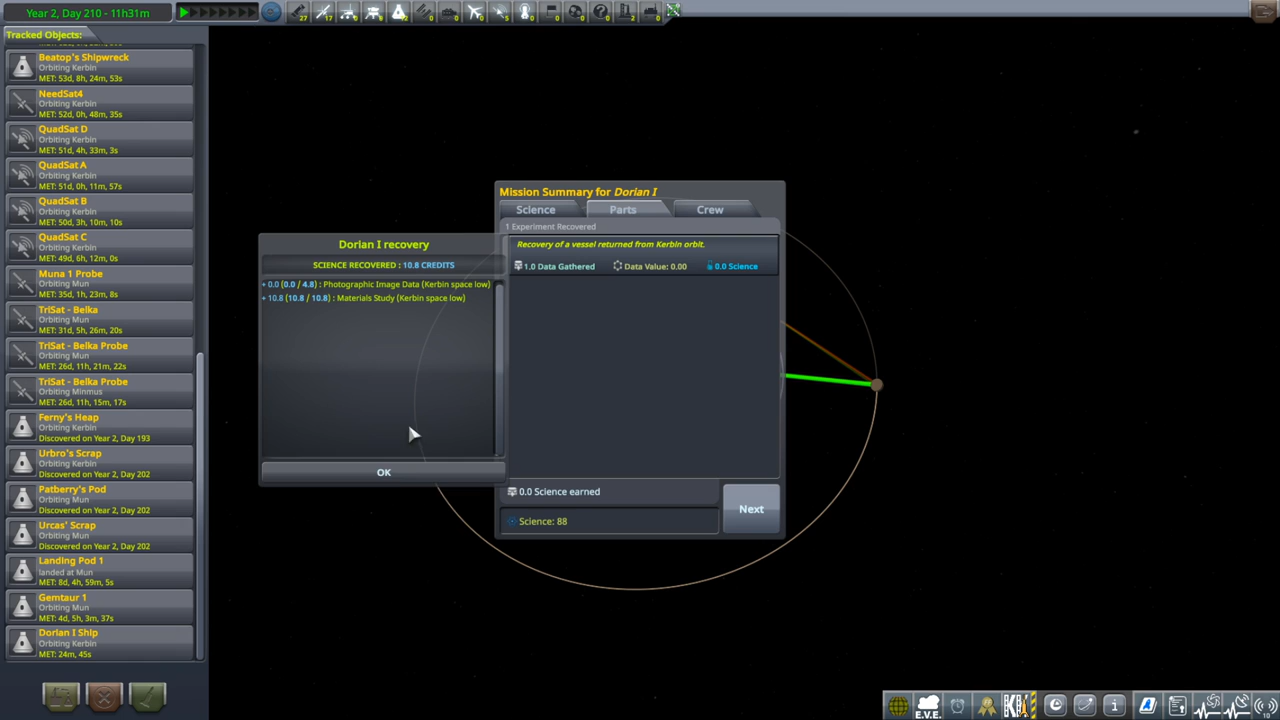 Year 2, Day 210 - 11h31m
Tracked Objects:
Beatop's Shipwreck
Orbiting Kerbin
MET: 53d, 8h, 24m, 53s
NeedSat4
Orbiting Kerbin
MET: 52d, 0h, 48m, 35s
QuadSat D
Orbiting Kerbin
MET: 51d, 4h, 33m, 3s
QuadSat A
Orbiting Kerbin
MET: 51d, 0h, 11m, 57s
QuadSat B
Orbiting Kerbin
MET: 50d, 3h, 10m, 10s
QuadSat C
Orbiting Kerbin
MET: 49d, 6h, 12m, 0s
Muna 1 Probe
Orbiting Mun
MET: 35d, 1h, 23m, 8s
TriSat - Belka
Orbiting Mun
MET: 31d, 5h, 26m, 20s
TriSat - Belka Probe
Orbiting Mun
MET: 26d, 11h, 21m, 22s
TriSat - Belka Probe
Orbiting Minmus
MET: 26d, 11h, 15m, 17s
Ferny's Heap
Orbiting Kerbin
Discovered on Year 2, Day 193
Urbro's Scrap
Orbiting Kerbin
Discovered on Year 2, Day 202
Patberry's Pod
Orbiting Mun
Discovered on Year 2, Day 202
Urcas' Scrap
Orbiting Mun
Discovered on Year 2, Day 202
Landing Pod 1
landed at Mun
MET: 8d, 4h, 59m, 5s
Gemtaur 1
Orbiting Mun
MET: 4d, 5h, 3m, 37s
Dorian I Ship
Orbiting Kerbin
MET: 24m, 45s
Dorian I recovery
SCIENCE RECOVERED : 10.8 CREDITS
+ 0.0 (0.0 / 4.8) : Photographic Image Data (Kerbin space low)
+ 10.8 (10.8 / 10.8) : Materials Study (Kerbin space low)
OK
Mission Summary for Dorian I
Science Parts Crew
1 Experiment Recovered
Recovery of a vessel returned from Kerbin orbit.
1.0 Data Gathered Data Value: 0.00 0.0 Science
0.0 Science earned
Science: 88
Next
E.V.E.